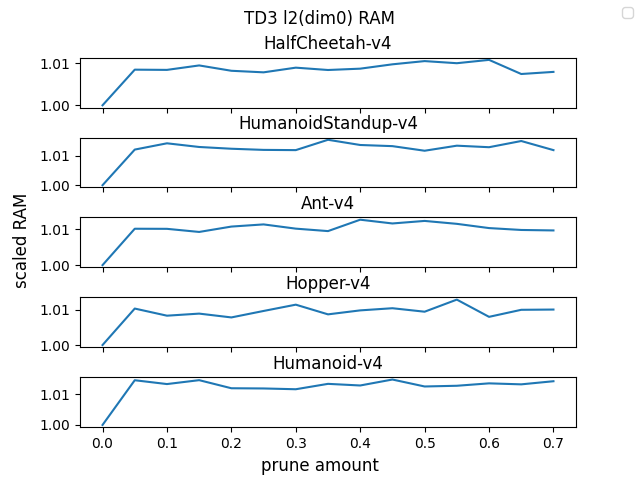 TD3 l2(dim0) RAM
HalfCheetah-v4
1.01
1.00
HumanoidStandup-v4
1.01
1.00
Ant-v4
1.01
1.00
scaled RAM
Hopper-v4
1.01
1.00
Humanoid-v4
1.01
1.00
0.0 0.1 0.2 0.3 0.4 0.5 0.6 0.7
prune amount